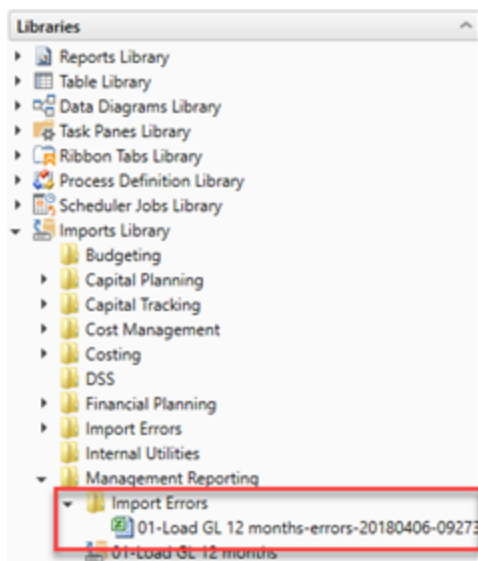 Libraries
Reports Library
Table Library
Data Diagrams Library
Task Panes Library
Ribbon Tabs Library
Process Definition Library
Scheduler Jobs Library
Imports Library
Budgeting
Capital Planning
Capital Tracking
Cost Management
Costing
DSS
Financial Planning
Import Errors
Internal Utilities
Management Reporting
Import Errors
01-Load GL 12 months-errors-20180406-09273
01-Load GL 12 months